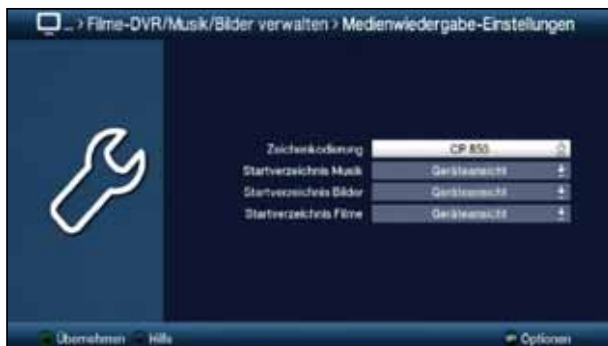 ... > Filme-DVR/Musik/Bilder verwalten > Medienwiedergabe-Einstellungen
Zeichenkodierung CP 850
Startverzeichnis Musik Geräteansicht
Startverzeichnis Bilder Geräteansicht
Startverzeichnis Filme Geräteansicht
Übernehmen Hilfe Optionen